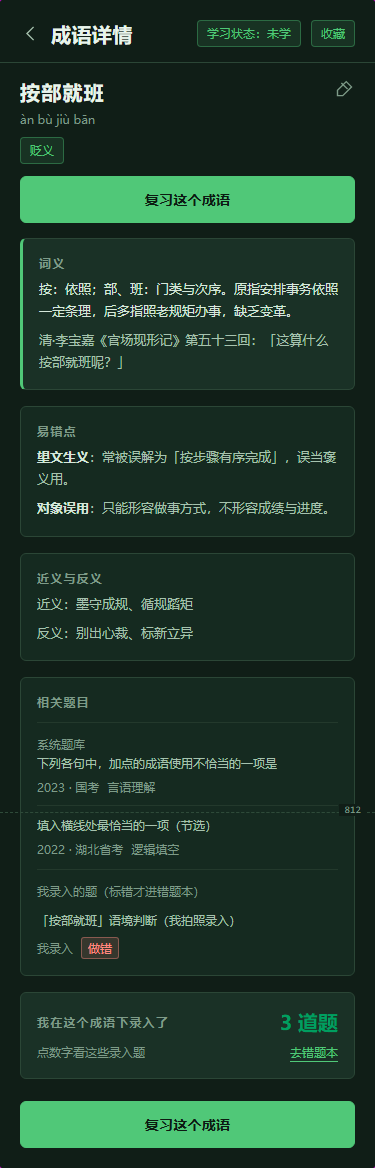 成语详情
学习状态：未学
收藏
按部就班
àn bù jiù bān
贬义
复习这个成语
词义
按：依照；部、班：门类与次序。原指安排事务依照
一定条理，后多指照老规矩办事，缺乏变革。
清·李宝嘉《官场现形记》第五十三回：「这算什么
按部就班呢？」
易错点
望文生义：常被误解为「按步骤有序完成」，误当褒
义用。
对象误用：只能形容做事方式，不形容成绩与进度。
近义与反义
近义：墨守成规、循规蹈矩
反义：别出心裁、标新立异
相关题目
系统题库
下列各句中，加点的成语使用不恰当的一项是
2023 · 国考 言语理解
812
填入横线处最恰当的一项（节选）
2022 · 湖北省考 逻辑填空
我录入的题（标错才进错题本）
「按部就班」语境判断（我拍照录入）
我录入 做错
我在这个成语下录入了
3 道题
点数字看这些录入题
去错题本
复习这个成语